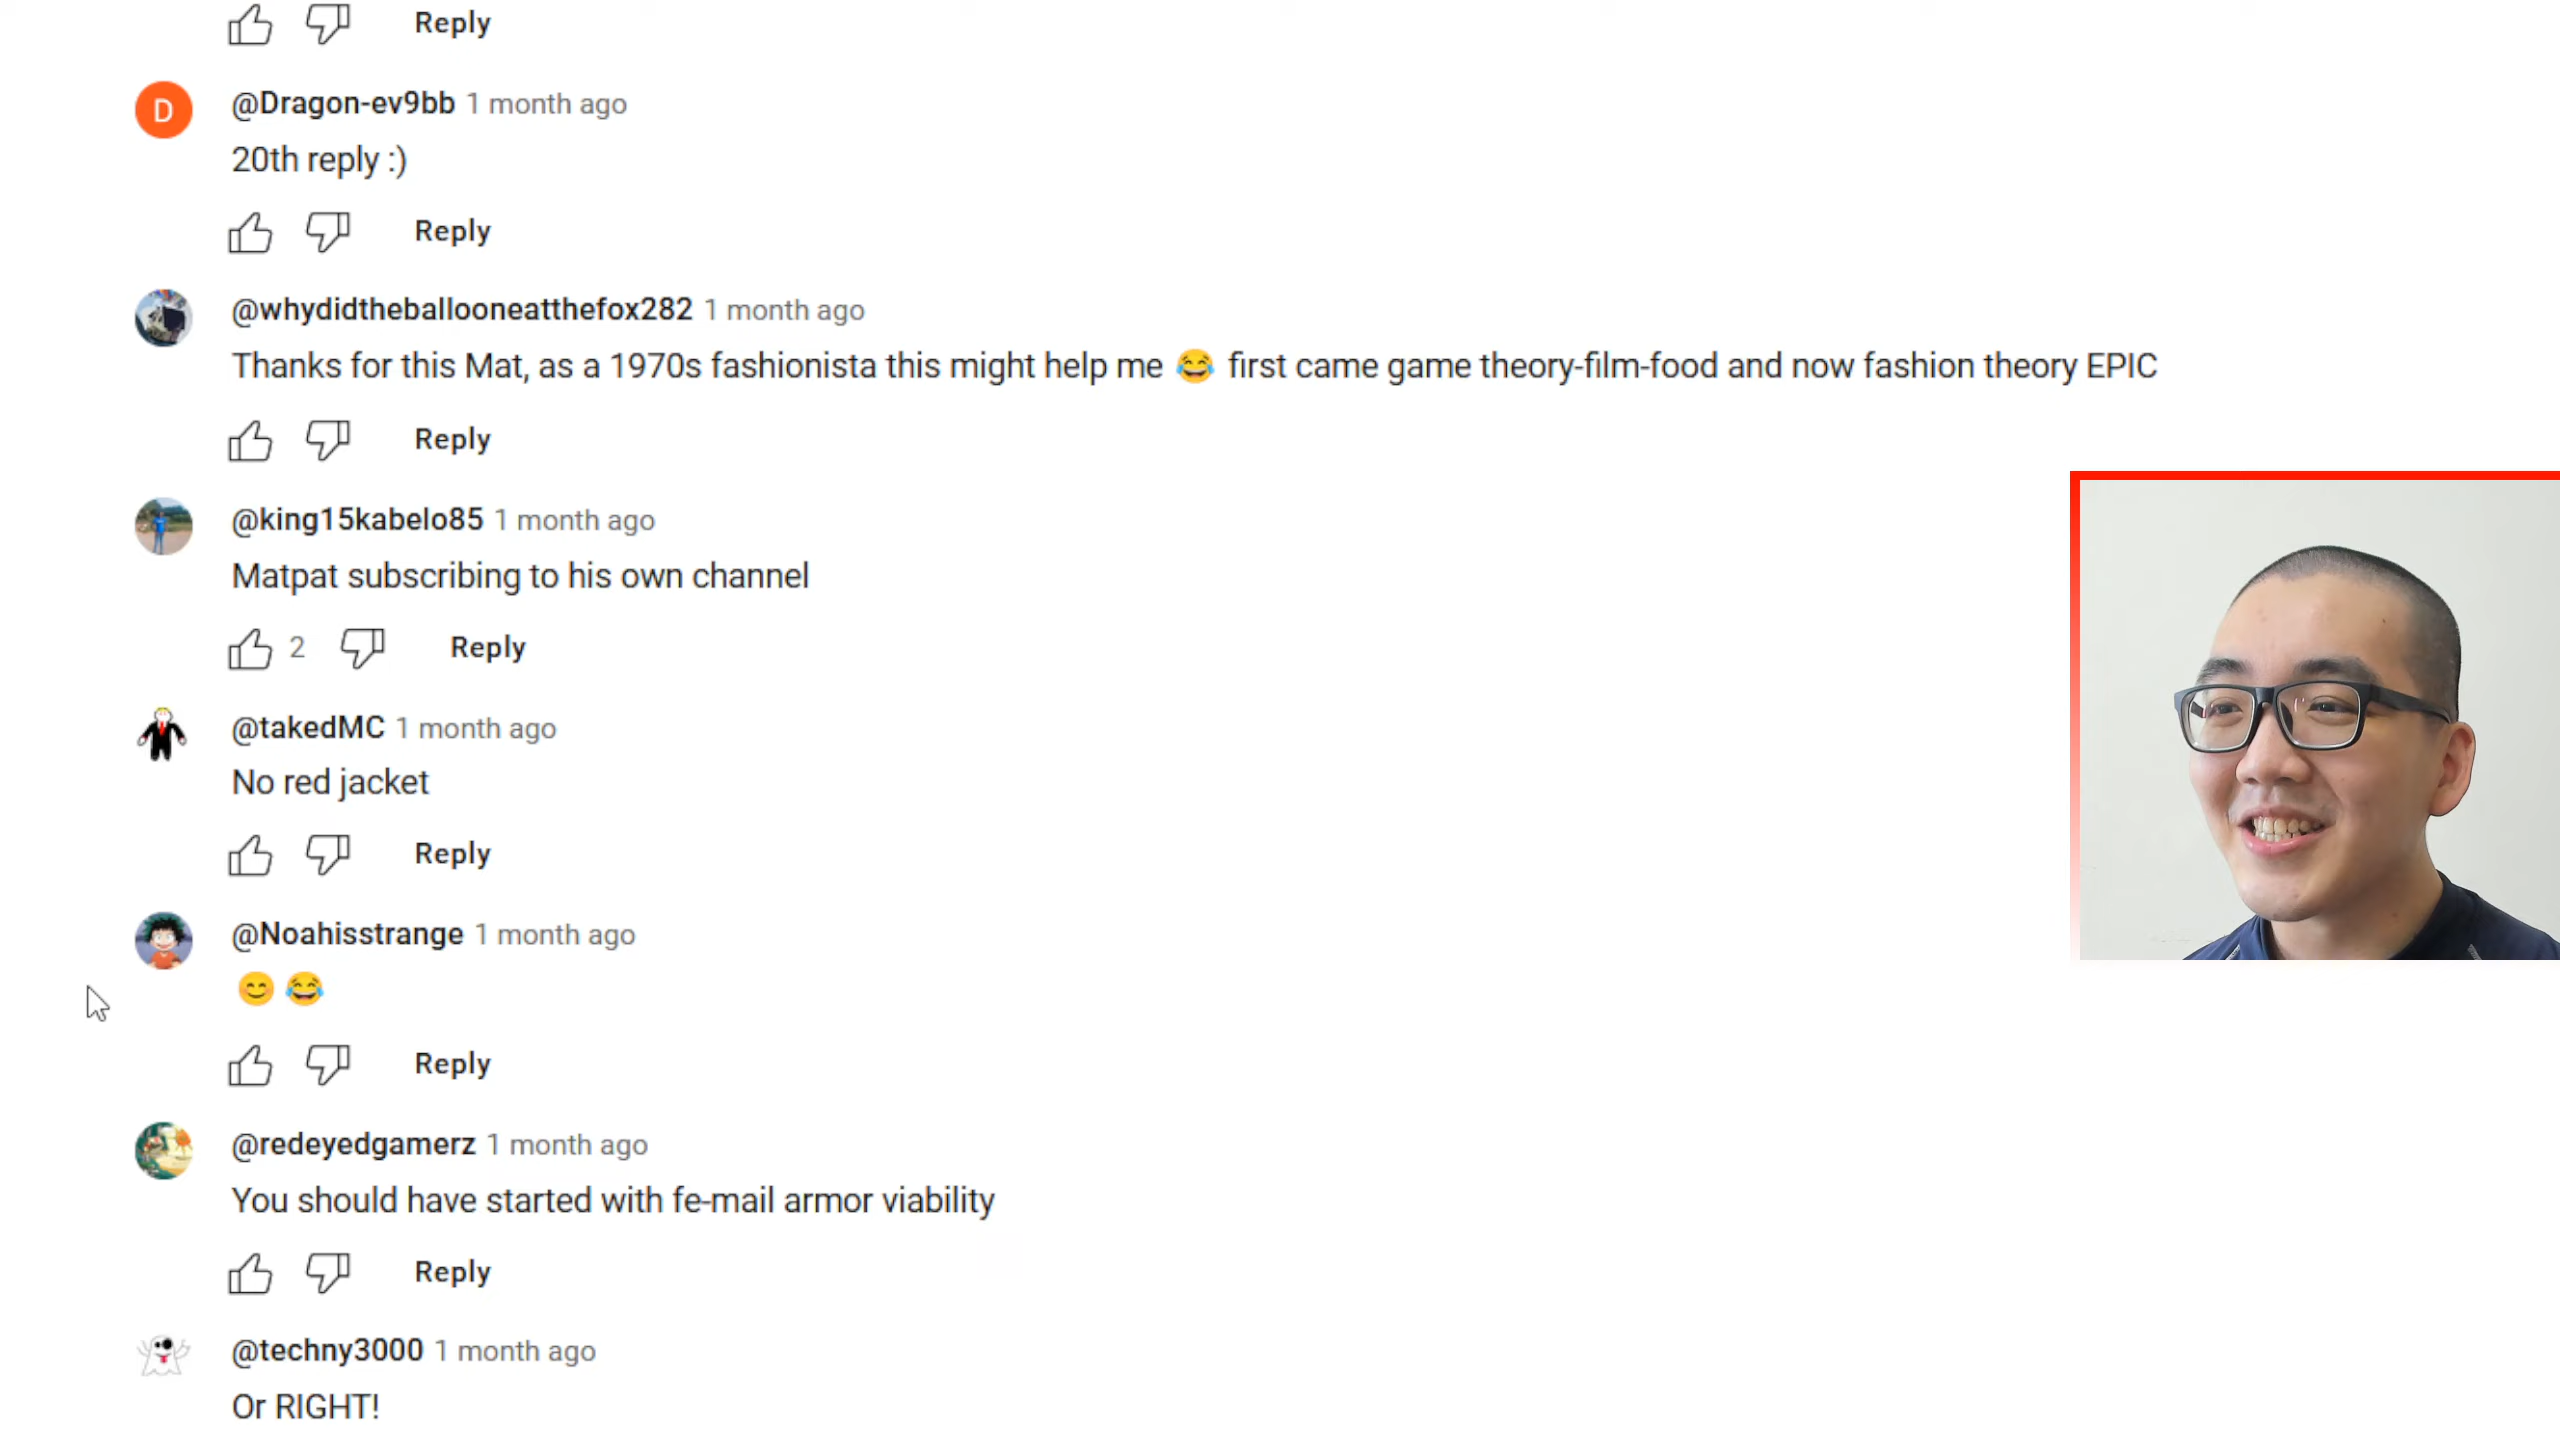 Reply
D
@Dragon-ev9bb 1 month ago
20th reply :)
Reply
@whydidtheballooneatthefox282 1 month ago
Thanks for this Mat, as a 1970s fashionista this might help me 😂 first came game theory-film-food and now fashion theory EPIC
Reply
@king15kabelo85 1 month ago
Matpat subscribing to his own channel
2 Reply
@takedMC 1 month ago
No red jacket
Reply
@Noahisstrange 1 month ago
😊😂
Reply
@redeyedgamerz 1 month ago
You should have started with fe-mail armor viability
Reply
@techny3000 1 month ago
Or RIGHT!